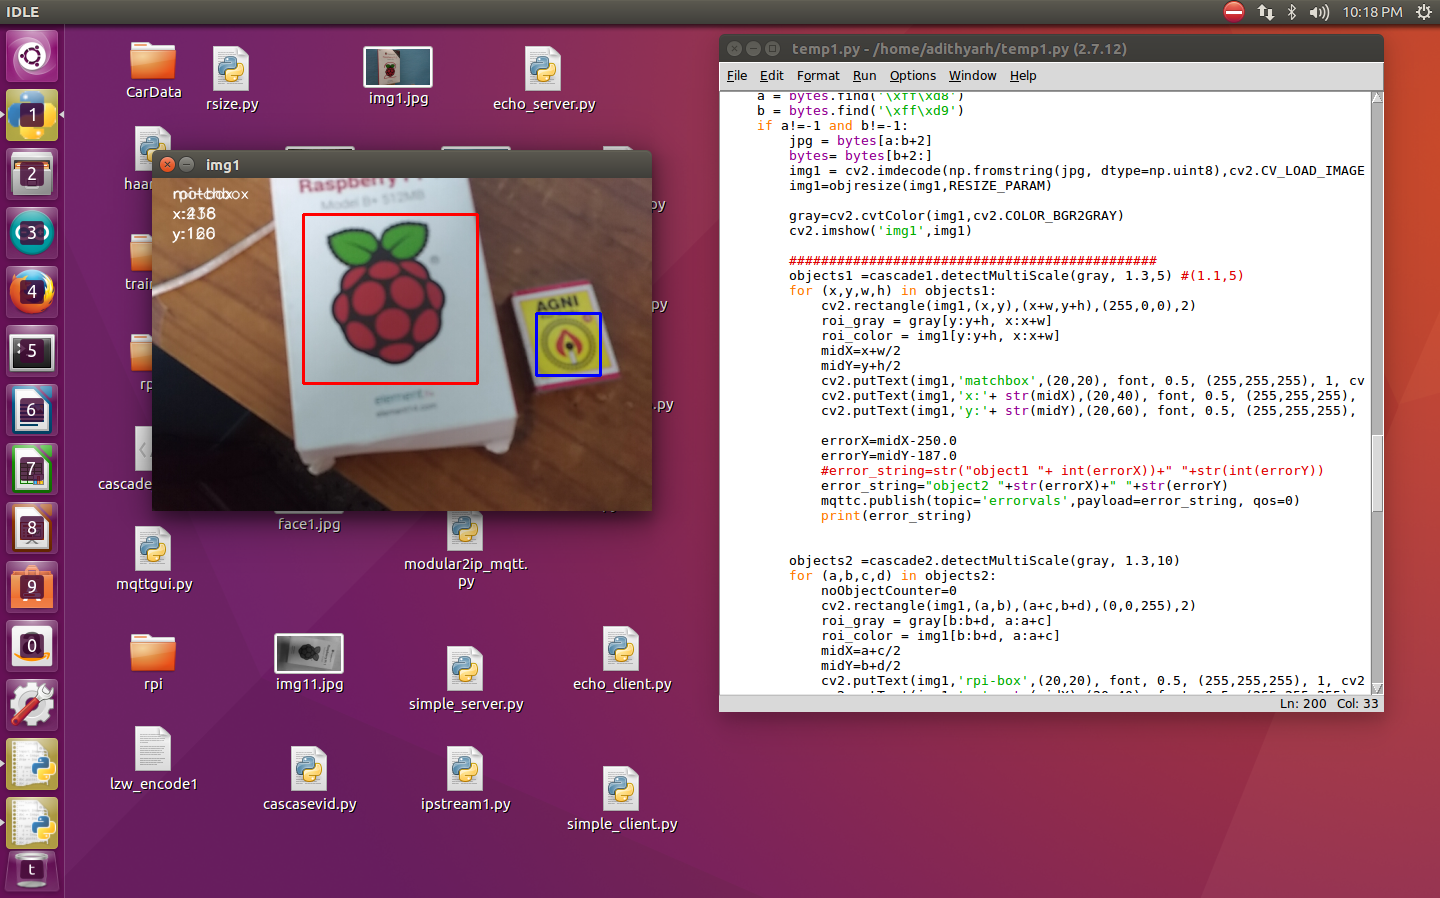 IDLE
10:18 PM
1
2
3
4
5
6
7
8
9
0
t
CarData
rsize.py
img1.jpg
echo_server.py
haar
train
rp
cascade
py
py
.py
face1.jpg
mqttgui.py
modular2ip_mqtt.
py
rpi
img11.jpg
simple_server.py
echo_client.py
lzw_encode1
cascasevid.py
ipstream1.py
simple_client.py
img1
x:
y:
Raspberry
Model B+ 512MB
element14
element14.com
AGNI
temp1.py - /home/adithyarh/temp1.py (2.7.12)
File Edit Format Run Options Window Help
a = bytes.find('\xff\xd8')
b = bytes.find('\xff\xd9')
if a!=-1 and b!=-1:
jpg = bytes[a:b+2]
bytes= bytes[b+2:]
img1 = cv2.imdecode(np.fromstring(jpg, dtype=np.uint8),cv2.CV_LOAD_IMAGE
img1=objresize(img1,RESIZE_PARAM)
gray=cv2.cvtColor(img1,cv2.COLOR_BGR2GRAY)
cv2.imshow('img1',img1)
##############################################
objects1 =cascade1.detectMultiScale(gray, 1.3,5) #(1.1,5)
for (x,y,w,h) in objects1:
cv2.rectangle(img1,(x,y),(x+w,y+h),(255,0,0),2)
roi_gray = gray[y:y+h, x:x+w]
roi_color = img1[y:y+h, x:x+w]
midX=x+w/2
midY=y+h/2
cv2.putText(img1,'matchbox',(20,20), font, 0.5, (255,255,255), 1, cv
cv2.putText(img1,'x:'+ str(midX),(20,40), font, 0.5, (255,255,255),
cv2.putText(img1,'y:'+ str(midY),(20,60), font, 0.5, (255,255,255),
errorX=midX-250.0
errorY=midY-187.0
#error_string=str("object1 "+ int(errorX))+" "+str(int(errorY))
error_string="object2 "+str(errorX)+" "+str(errorY)
mqttc.publish(topic='errorvals',payload=error_string, qos=0)
print(error_string)
objects2 =cascade2.detectMultiScale(gray, 1.3,10)
for (a,b,c,d) in objects2:
noObjectCounter=0
cv2.rectangle(img1,(a,b),(a+c,b+d),(0,0,255),2)
roi_gray = gray[b:b+d, a:a+c]
roi_color = img1[b:b+d, a:a+c]
midX=a+c/2
midY=b+d/2
cv2.putText(img1,'rpi-box',(20,20), font, 0.5, (255,255,255), 1, cv2
Ln: 200 Col: 33